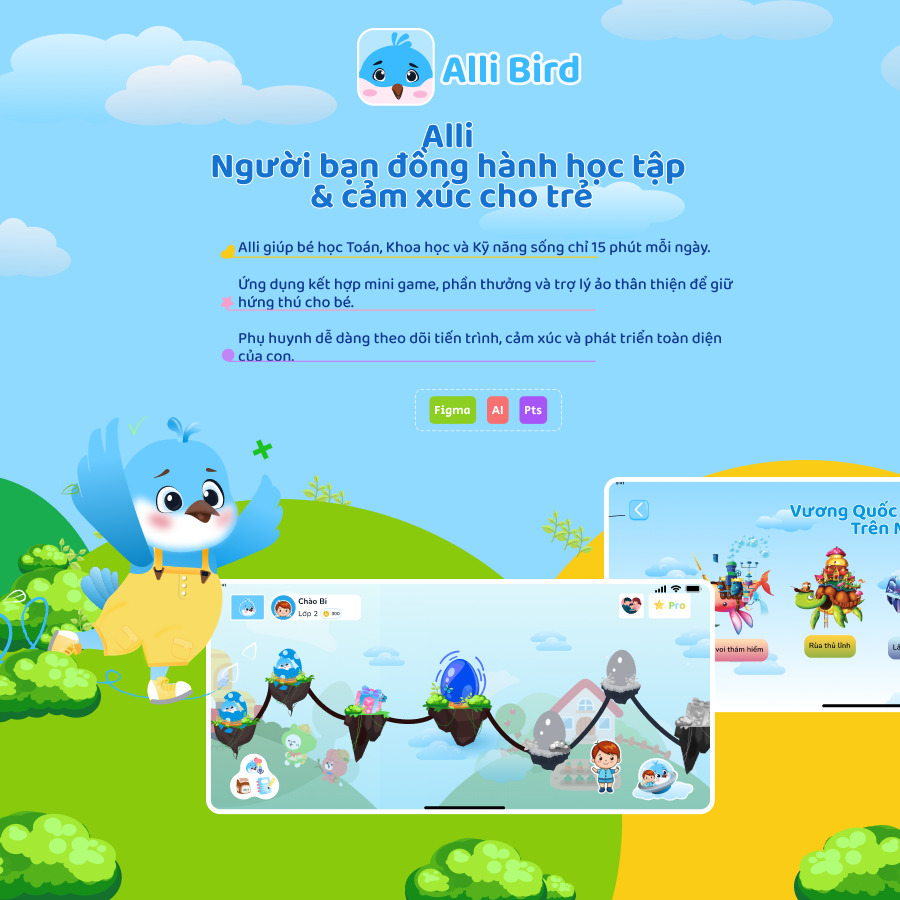 Alli Bird
Alli
Người bạn đồng hành học tập
& cảm xúc cho trẻ
Alli giúp bé học Toán, Khoa học và Kỹ năng sống chỉ 15 phút mỗi ngày.
Ứng dụng kết hợp mini game, phần thưởng và trợ lý ảo thân thiện để giữ
hứng thú cho bé.
Phụ huynh dễ dàng theo dõi tiến trình, cảm xúc và phát triển toàn diện
của con.
Figma AI Pts
Vương Quốc
Trên
voi thám hiểm
Rùa thủ lĩnh
Chào Bi
Lớp 2 300
Pro